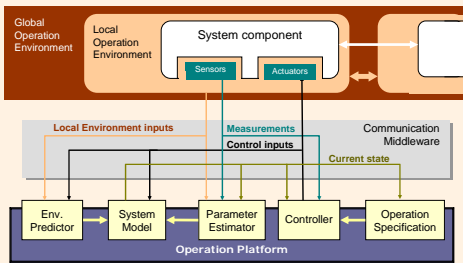 Global
Operation
Environment
Local
Operation
Environment
System component
Sensors
Actuators
Local Environment inputs
Measurements
Control inputs
Communication
Middleware
Current state
Env.
Predictor
System
Model
Parameter
Estimator
Controller
Operation
Specification
Operation Platform